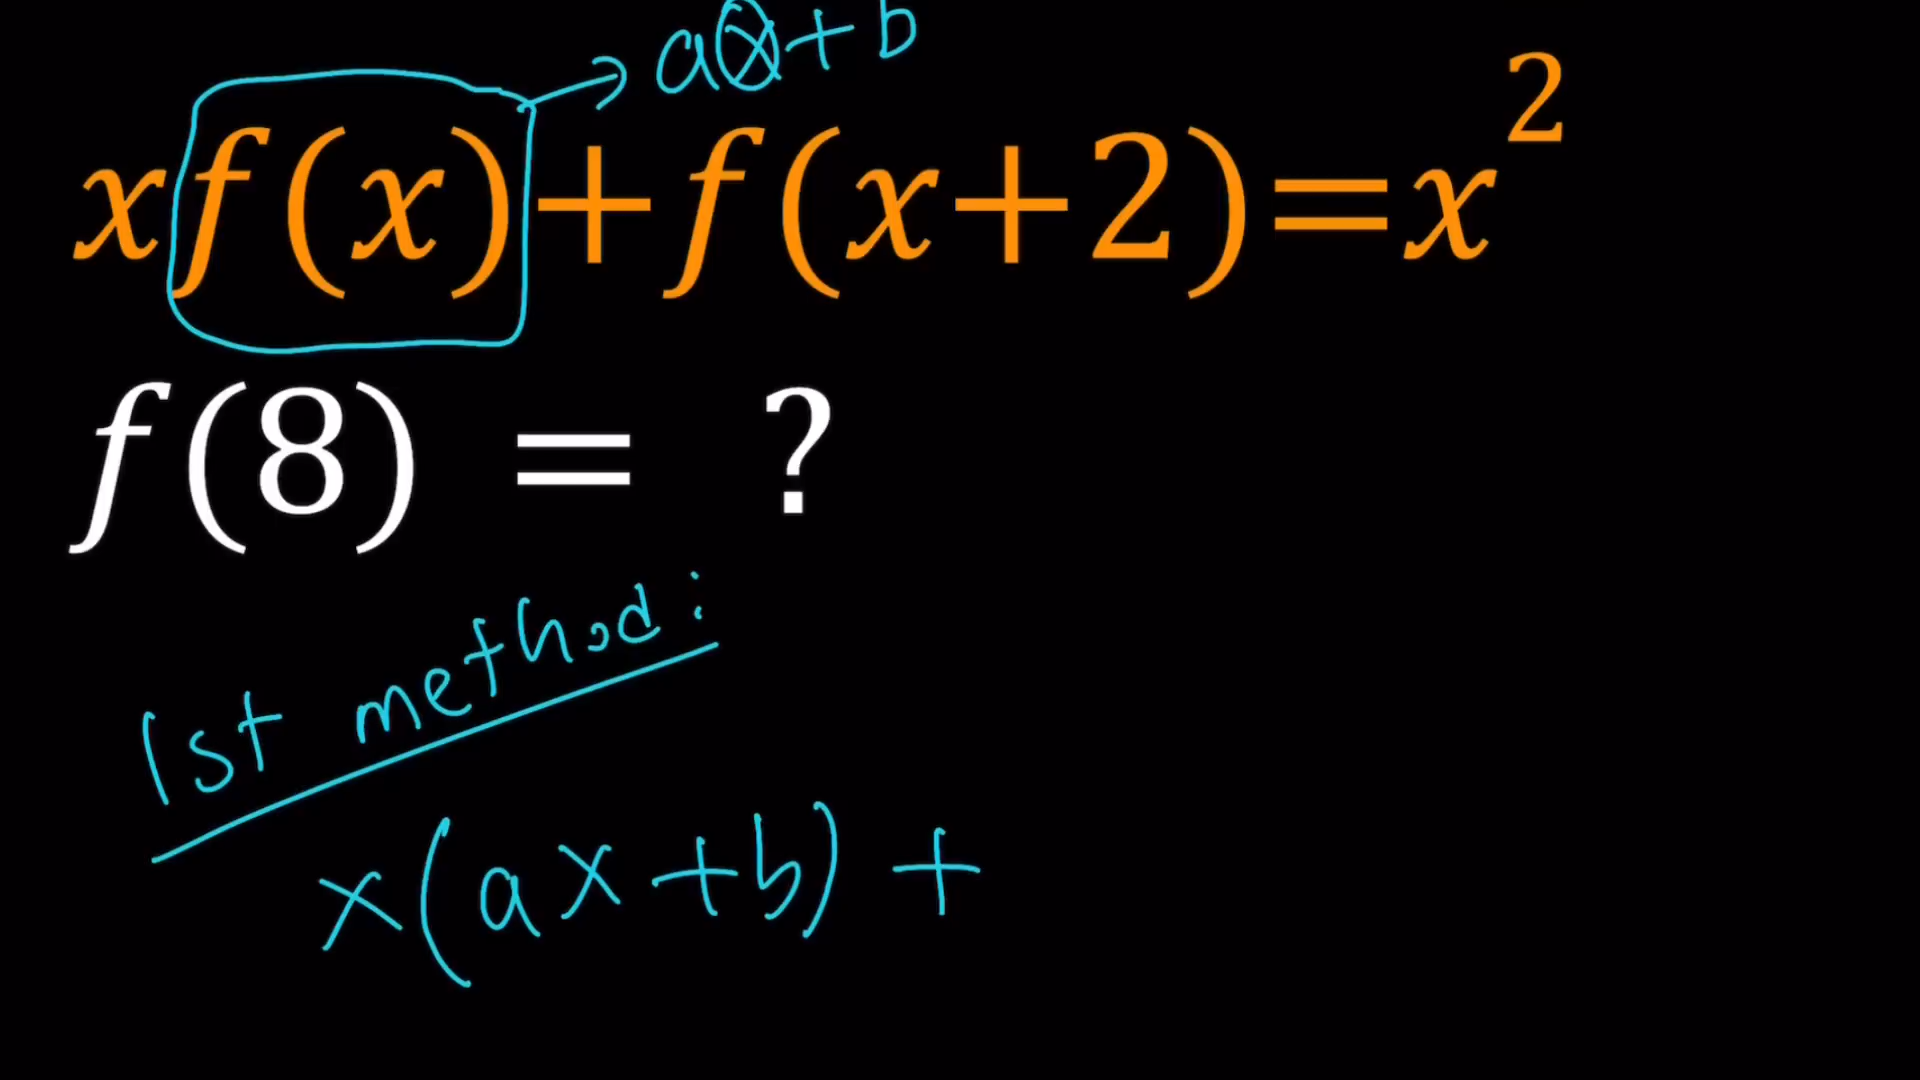 ax+b
xf(x)+f(x+2)=x²
f(8) = ?
1st method:
x(ax+b) +